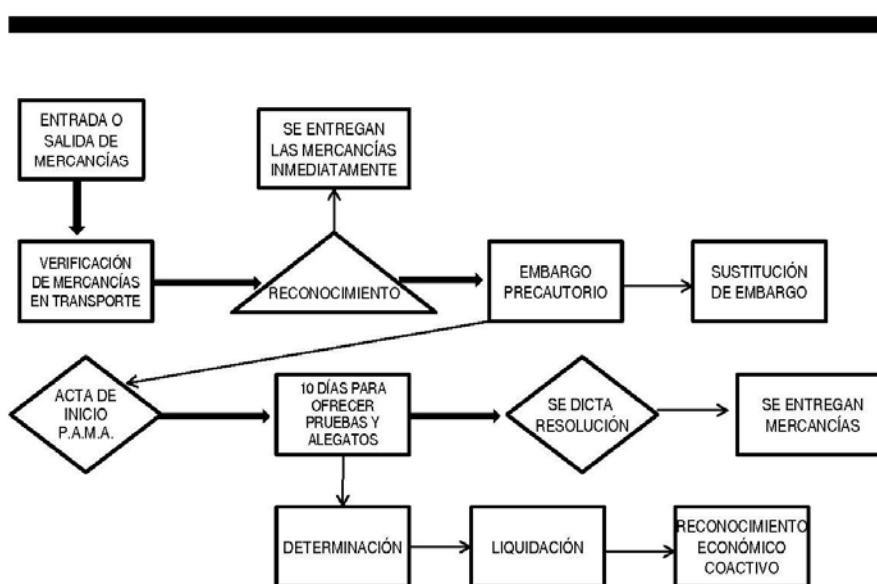 ENTRADA O
SALIDA DE
MERCANCÍAS
SE ENTREGAN
LAS MERCANCÍAS
INMEDIATAMENTE
VERIFICACIÓN
DE MERCANCÍAS
EN TRANSPORTE
RECONOCIMIENTO
EMBARGO
PRECAUTORIO
SUSTITUCIÓN
DE EMBARGO
ACTA DE
INICIO
P.A.M.A.
10 DÍAS PARA
OFRECER
PRUEBAS Y
ALEGATOS
SE DICTA
RESOLUCIÓN
SE ENTREGAN
MERCANCÍAS
DETERMINACIÓN
LIQUIDACIÓN
RECONOCIMIENTO
ECONÓMICO
COACTIVO